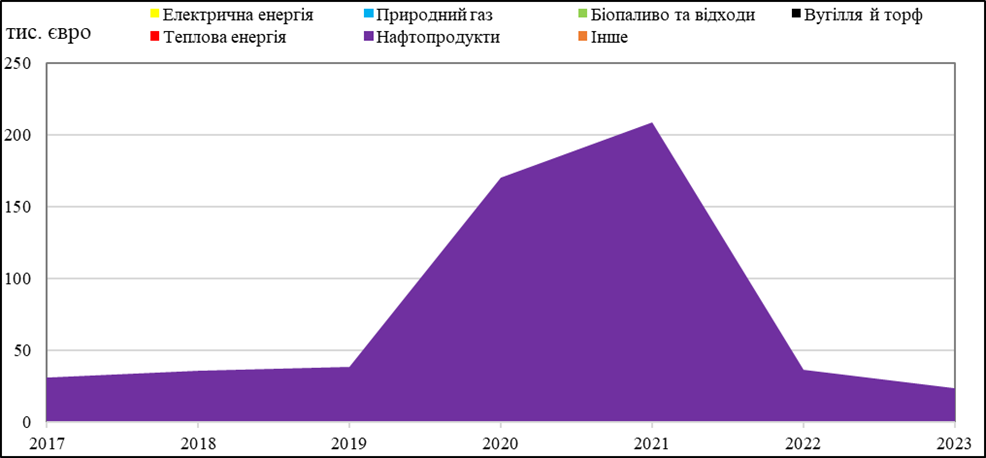 Електрична енергія Природний газ Біопаливо та відходи Вугілля й торф
тис. євро Теплова енергія Нафтопродукти Інше
250
200
150
100
50
0
2017 2018 2019 2020 2021 2022 2023